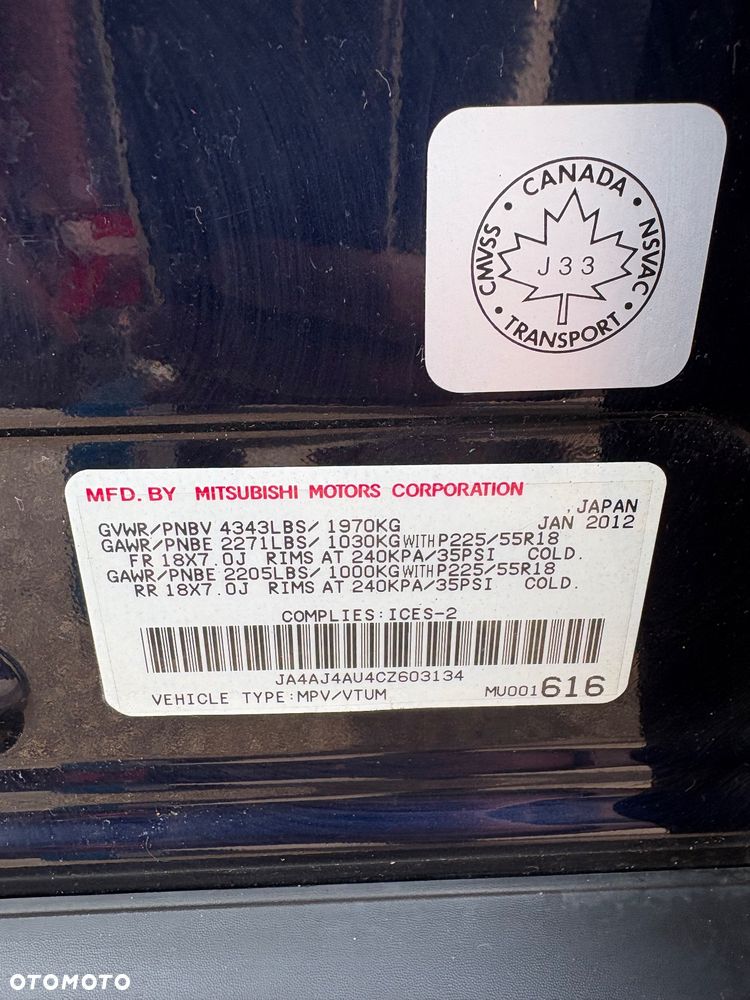 CANADA
CMVSS • • NSVAC
J33
• TRANSPORT •
MFD. BY MITSUBISHI MOTORS CORPORATION
JAPAN
GVWR/PNBV 4343LBS/ 1970KG JAN 2012
GAWR/PNBE 2271LBS/ 1030KG WITH P225/55R18
FR 18X7.0J RIMS AT 240KPA/35PSI COLD.
GAWR/PNBE 2205LBS/ 1000KG WITH P225/55R18
RR 18X7.0J RIMS AT 240KPA/35PSI COLD.
COMPLIES:ICES-2
JA4AJ4AU4CZ603134
VEHICLE TYPE:MPV/VTUM MU001616
OTOMOTO